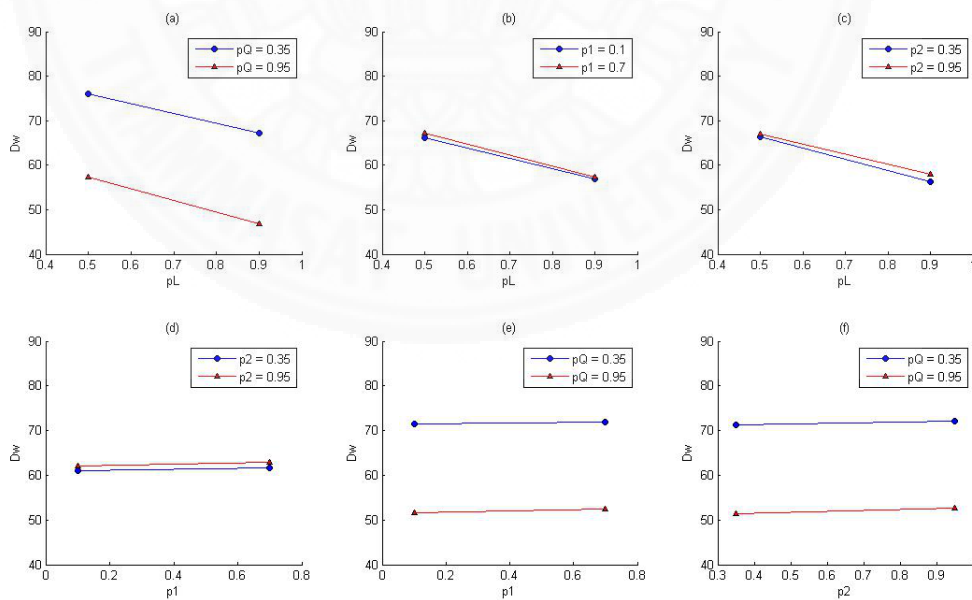 (a)
90
80
70
60
50
40
Dw
0.4 0.5 0.6 0.7 0.8 0.9 1
pL
pQ = 0.35
pQ = 0.95
(b)
90
80
70
60
50
40
Dw
0.4 0.5 0.6 0.7 0.8 0.9 1
pL
p1 = 0.1
p1 = 0.7
(c)
90
80
70
60
50
40
Dw
0.4 0.5 0.6 0.7 0.8 0.9 1
pL
p2 = 0.35
p2 = 0.95
(d)
90
80
70
60
50
40
Dw
0 0.2 0.4 0.6 0.8
p1
p2 = 0.35
p2 = 0.95
(e)
90
80
70
60
50
40
Dw
0 0.2 0.4 0.6 0.8
p1
pQ = 0.35
pQ = 0.95
(f)
90
80
70
60
50
40
Dw
0.3 0.4 0.5 0.6 0.7 0.8 0.9
p2
pQ = 0.35
pQ = 0.95